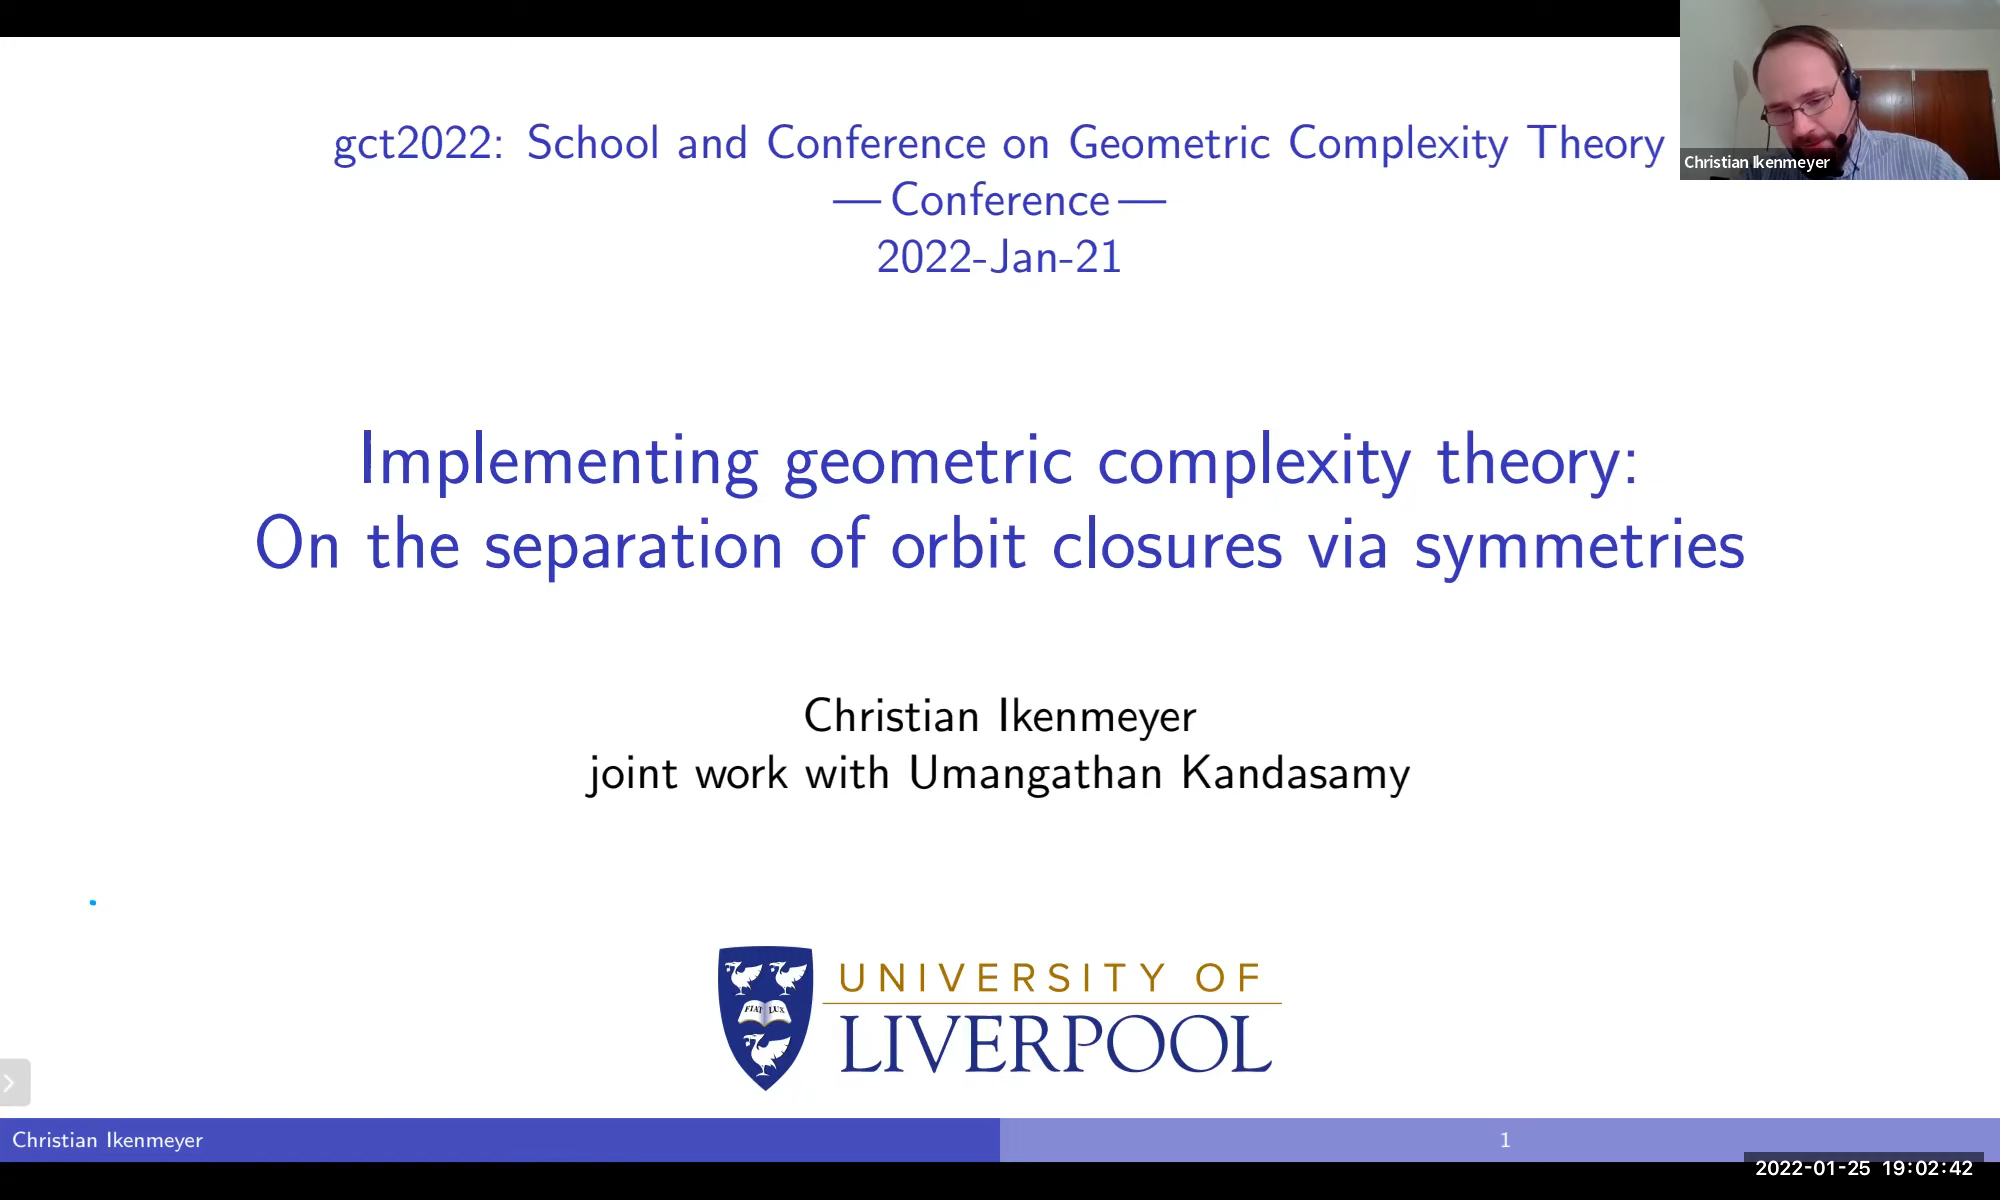 gct2022: School and Conference on Geometric Complexity Theory
— Conference —
2022-Jan-21
Christian Ikenmeyer
Implementing geometric complexity theory:
On the separation of orbit closures via symmetries
Christian Ikenmeyer
joint work with Umangathan Kandasamy
FIAT LUX
UNIVERSITY OF
LIVERPOOL
Christian Ikenmeyer
1
2022-01-25 19:02:42